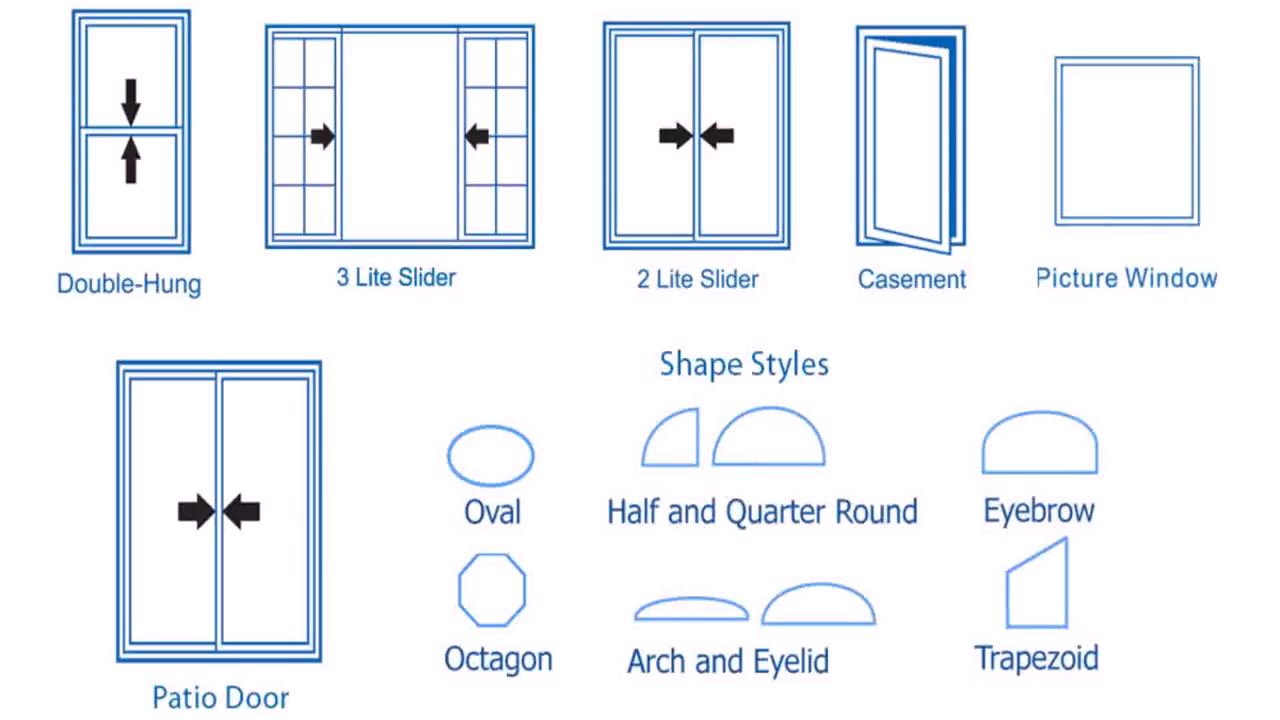 Double-Hung
3 Lite Slider
2 Lite Slider
Casement
Picture Window
Patio Door
Shape Styles
Oval
Half and Quarter Round
Eyebrow
Octagon
Arch and Eyelid
Trapezoid